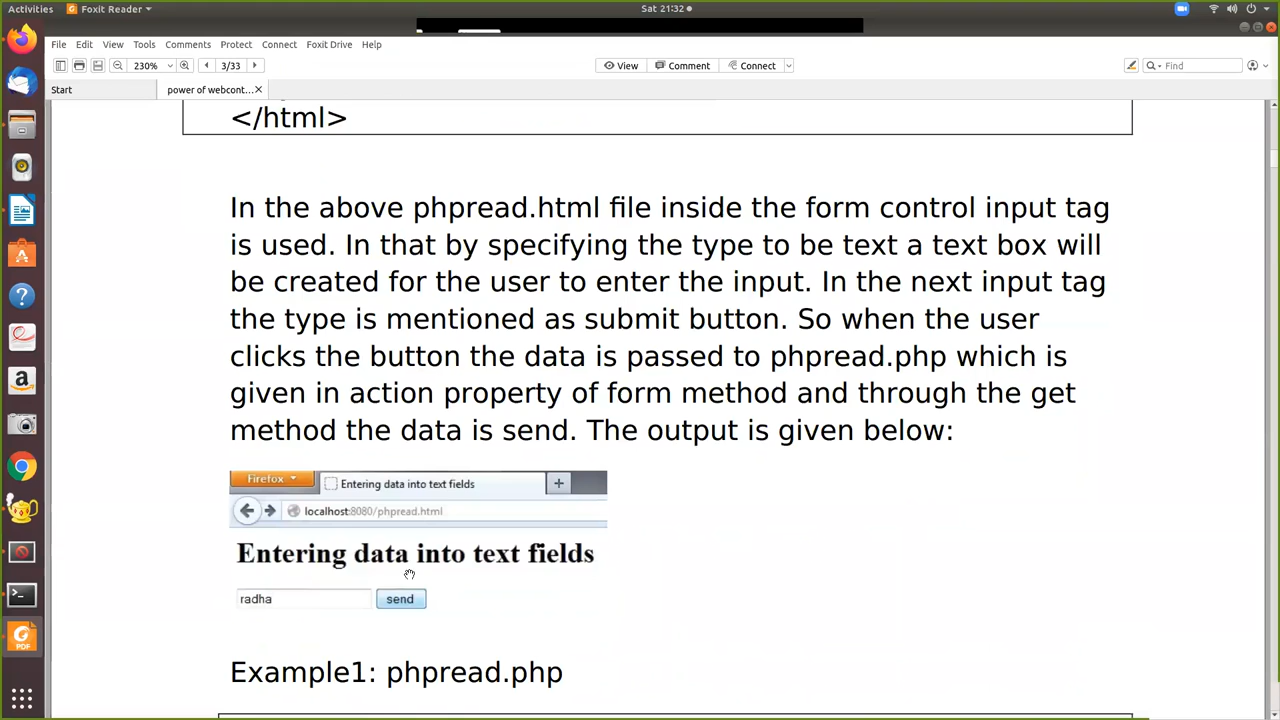 Activities
Foxit Reader
Sat 21:32
File Edit View Tools Comments Protect Connect Foxit Drive Help
230%
3/33
View
Comment
Connect
Find
Start
power of webcont...
</html>
In the above phpread.html file inside the form control input tag
is used. In that by specifying the type to be text a text box will
be created for the user to enter the input. In the next input tag
the type is mentioned as submit button. So when the user
clicks the button the data is passed to phpread.php which is
given in action property of form method and through the get
method the data is send. The output is given below:
Firefox
Entering data into text fields
localhost:8080/phpread.html
Entering data into text fields
radha
send
Example1: phpread.php